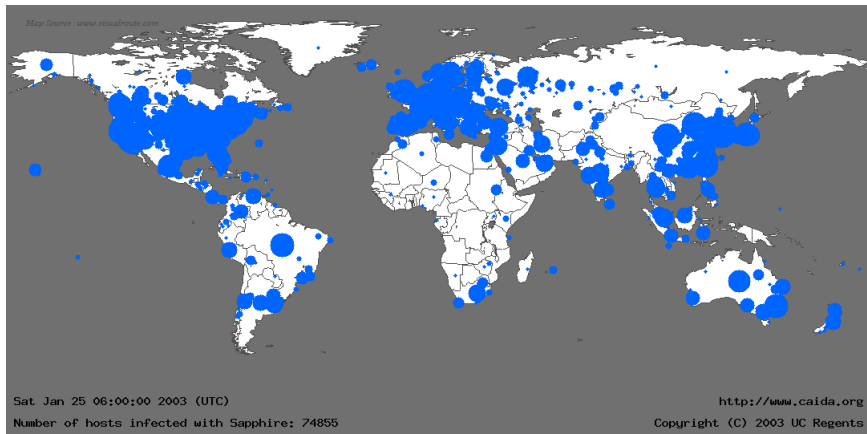 Map Source : www.visualroute.com
Sat Jan 25 06:00:00 2003 (UTC)
http://www.caida.org
Number of hosts infected with Sapphire: 74855
Copyright (C) 2003 UC Regents